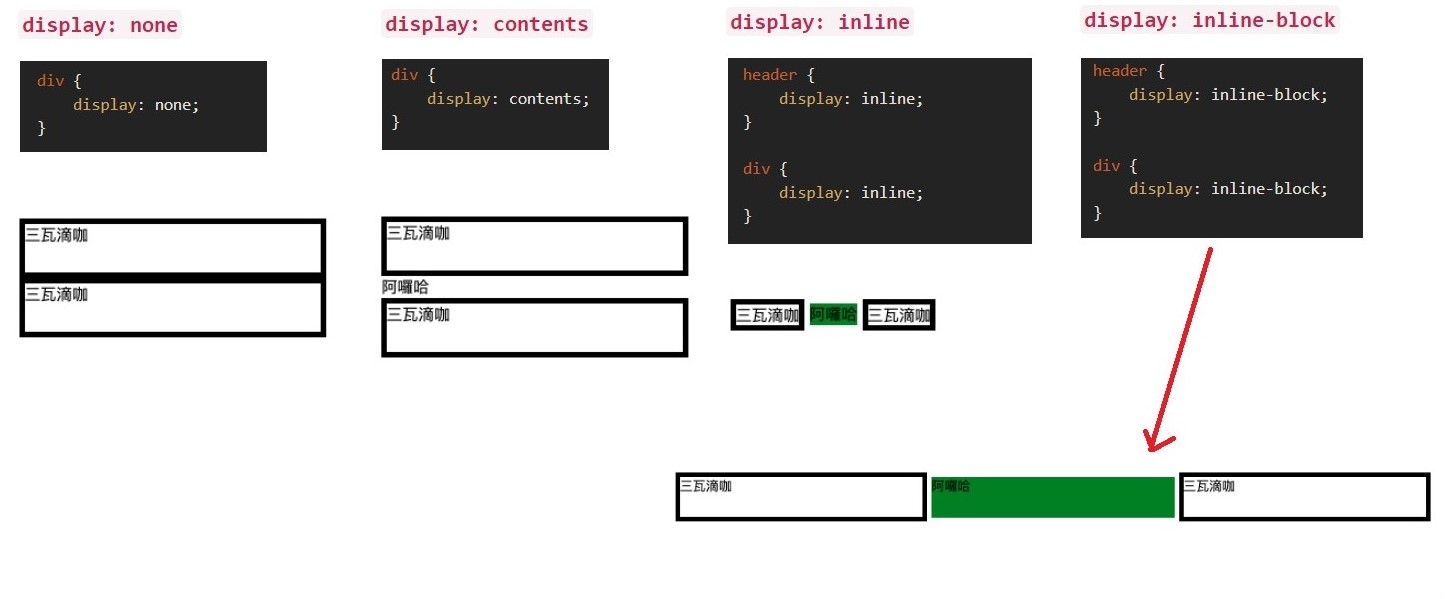 display: none
div {
    display: none;
}
三瓦滴咖
三瓦滴咖
display: contents
div {
    display: contents;
}
三瓦滴咖
阿囉哈
三瓦滴咖
display: inline
header {
    display: inline;
}
div {
    display: inline;
}
三瓦滴咖 阿囉哈 三瓦滴咖
display: inline-block
header {
    display: inline-block;
}
div {
    display: inline-block;
}
三瓦滴咖 阿囉哈 三瓦滴咖